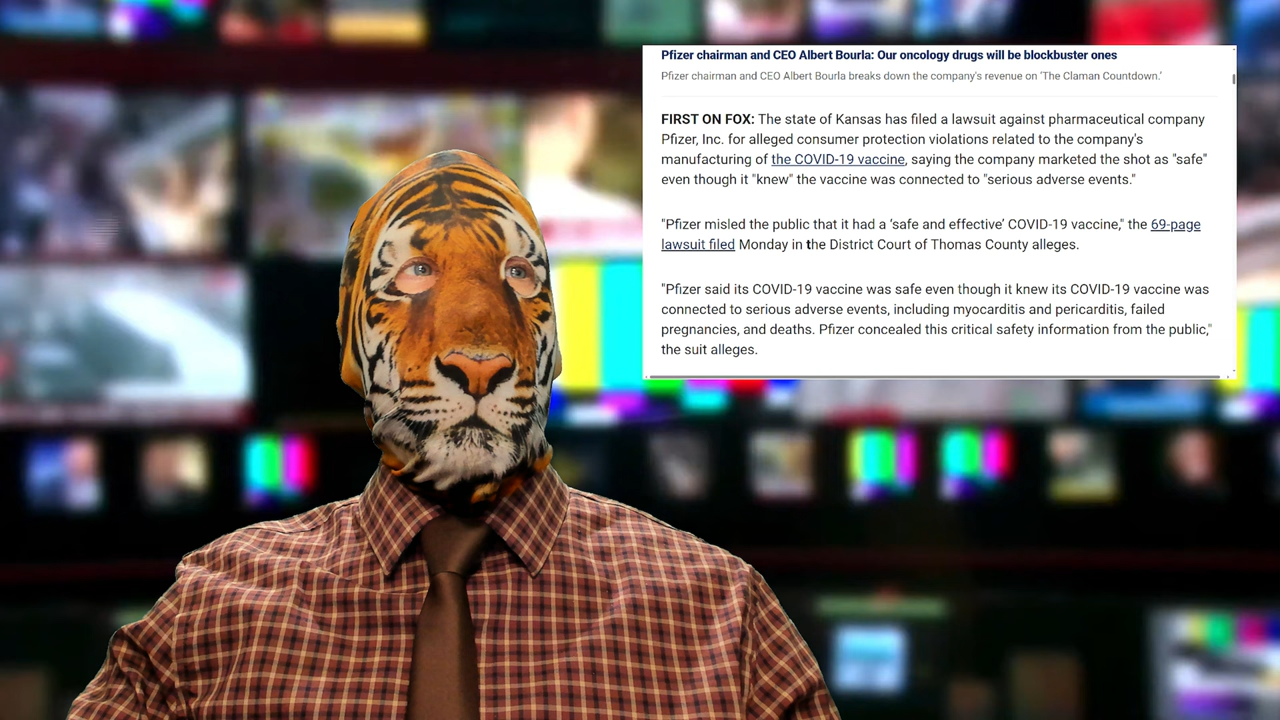 Pfizer chairman and CEO Albert Bourla: Our oncology drugs will be blockbuster ones
Pfizer chairman and CEO Albert Bourla breaks down the company's revenue on 'The Claman Countdown.'
FIRST ON FOX: The state of Kansas has filed a lawsuit against pharmaceutical company
Pfizer, Inc. for alleged consumer protection violations related to the company's
manufacturing of the COVID-19 vaccine, saying the company marketed the shot as "safe"
even though it "knew" the vaccine was connected to "serious adverse events."
"Pfizer misled the public that it had a 'safe and effective' COVID-19 vaccine," the 69-page
lawsuit filed Monday in the District Court of Thomas County alleges.
"Pfizer said its COVID-19 vaccine was safe even though it knew its COVID-19 vaccine was
connected to serious adverse events, including myocarditis and pericarditis, failed
pregnancies, and deaths. Pfizer concealed this critical safety information from the public,"
the suit alleges.